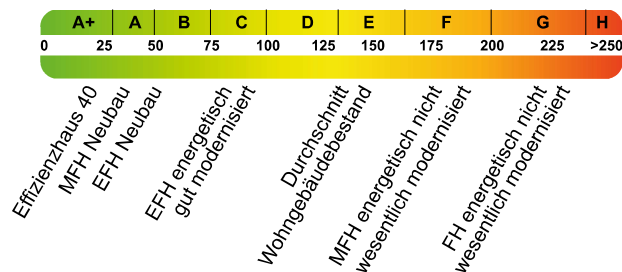 A+ A B C D E F G H
0 25 50 75 100 125 150 175 200 225 >250
Effizienzhaus 40
MFH Neubau
EFH Neubau
EFH energetisch
gut modernisiert
Durchschnitt
Wohngebäudebestand
MFH energetisch nicht
wesentlich modernisiert
FH energetisch nicht
wesentlich modernisiert